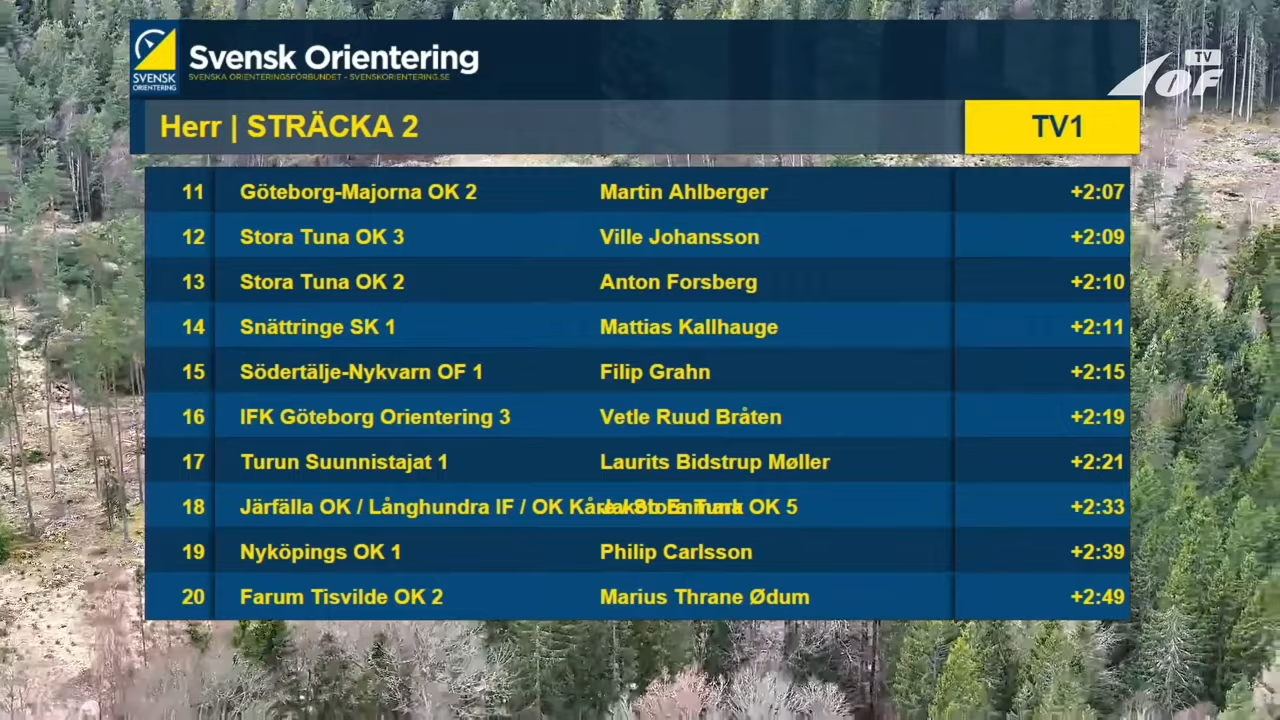 Svensk Orientering
SVENSKA ORIENTERINGSFÖRBUNDET - SVENSKORIENTERING.SE
SVENSK
ORIENTERING
TV
OF
Herr | STRÄCKA 2
TV1
11 Göteborg-Majorna OK 2 Martin Ahlberger +2:07
12 Stora Tuna OK 3 Ville Johansson +2:09
13 Stora Tuna OK 2 Anton Forsberg +2:10
14 Snättringe SK 1 Mattias Kallhauge +2:11
15 Södertälje-Nykvarn OF 1 Filip Grahn +2:15
16 IFK Göteborg Orientering 3 Vetle Ruud Bråten +2:19
17 Turun Suunnistajat 1 Laurits Bidstrup Møller +2:21
18 Järfälla OK / Långhundra IF / OK Kåre / Stora Tuna OK 5 +2:33
19 Nyköpings OK 1 Philip Carlsson +2:39
20 Farum Tisvilde OK 2 Marius Thrane Ødum +2:49